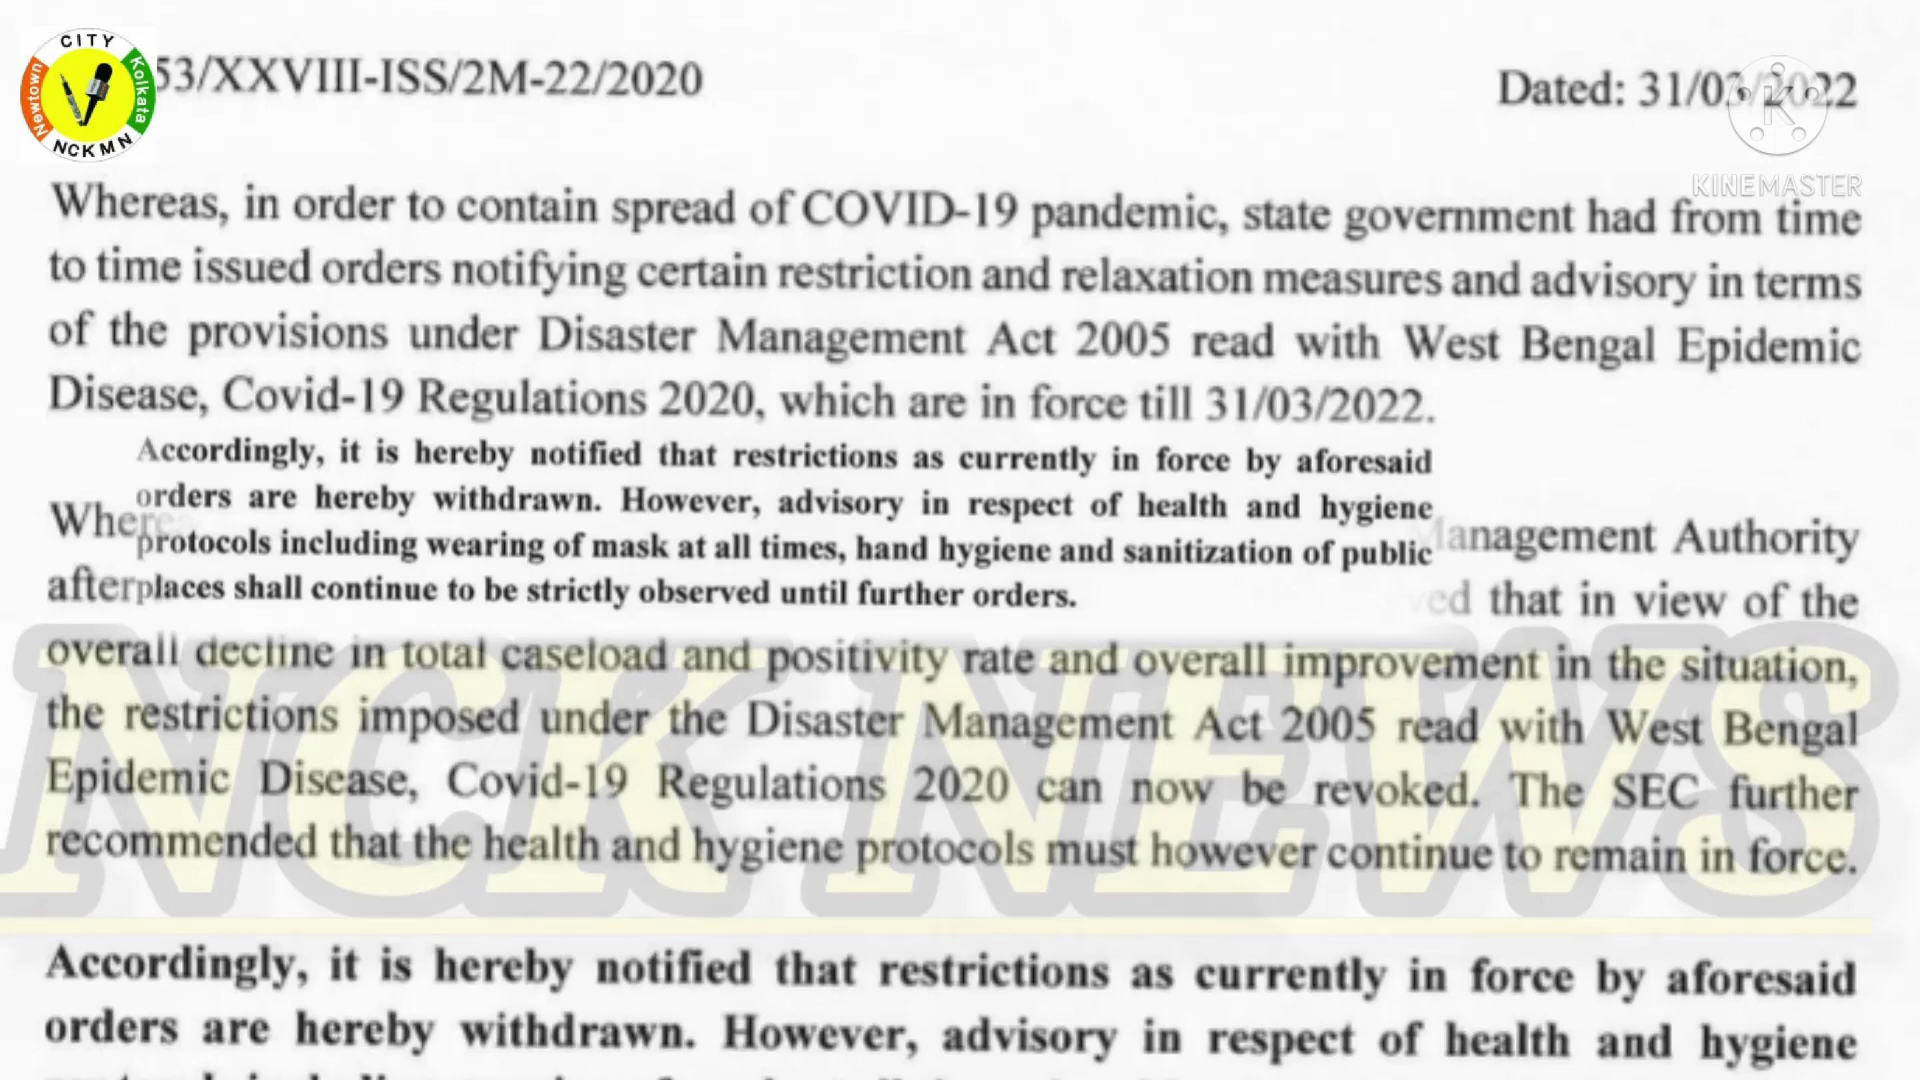 CITY
Newtown
Kolkata
NCKMN
53/XXVIII-ISS/2M-22/2020
Dated: 31/03/2022
KINEMASTER
Whereas, in order to contain spread of COVID-19 pandemic, state government had from time
to time issued orders notifying certain restriction and relaxation measures and advisory in terms
of the provisions under Disaster Management Act 2005 read with West Bengal Epidemic
Disease, Covid-19 Regulations 2020, which are in force till 31/03/2022.
Accordingly, it is hereby notified that restrictions as currently in force by aforesaid
orders are hereby withdrawn. However, advisory in respect of health and hygiene
protocols including wearing of mask at all times, hand hygiene and sanitization of public
places shall continue to be strictly observed until further orders.
Management Authority
after
that in view of the
overall decline in total caseload and positivity rate and overall improvement in the situation,
the restrictions imposed under the Disaster Management Act 2005 read with West Bengal
Epidemic Disease, Covid-19 Regulations 2020 can now be revoked. The SEC further
recommended that the health and hygiene protocols must however continue to remain in force.
NCK NEWS
Accordingly, it is hereby notified that restrictions as currently in force by aforesaid
orders are hereby withdrawn. However, advisory in respect of health and hygiene